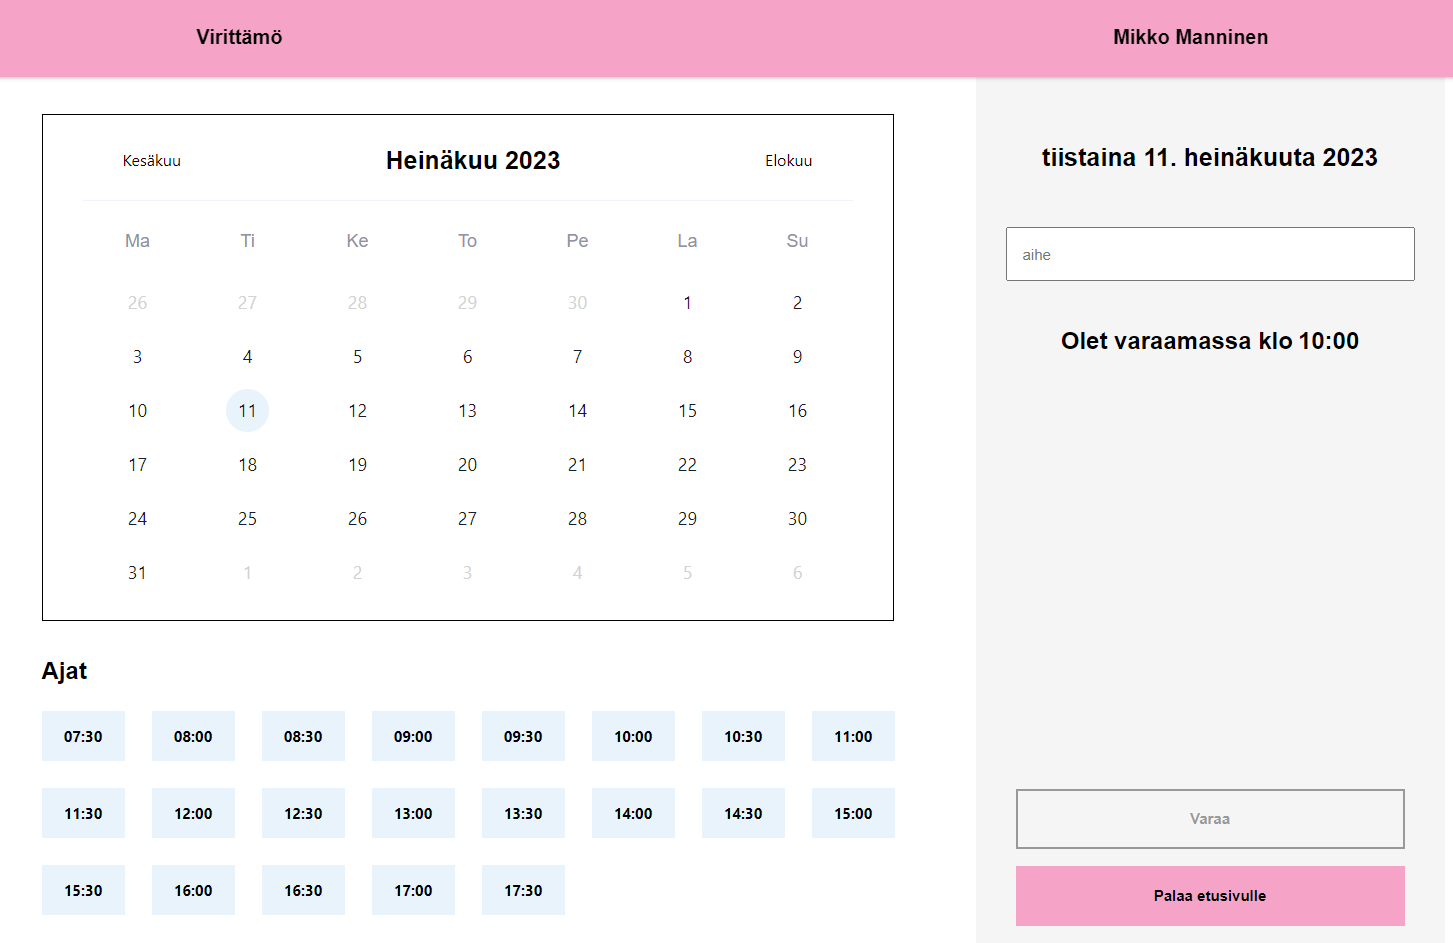 Virittämö
Mikko Manninen
Kesäkuu Heinäkuu 2023 Elokuu
Ma Ti Ke To Pe La Su
26 27 28 29 30 1 2
3 4 5 6 7 8 9
10 11 12 13 14 15 16
17 18 19 20 21 22 23
24 25 26 27 28 29 30
31 1 2 3 4 5 6
Ajat
07:30 08:00 08:30 09:00 09:30 10:00 10:30 11:00
11:30 12:00 12:30 13:00 13:30 14:00 14:30 15:00
15:30 16:00 16:30 17:00 17:30
tiistaina 11. heinäkuuta 2023
aihe
Olet varaamassa klo 10:00
Varaa
Palaa etusivulle